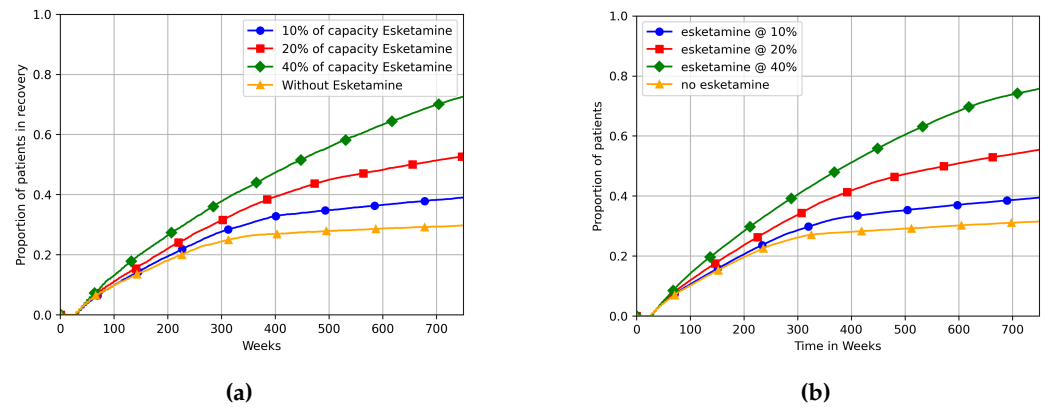 1.0
0.8
0.6
0.4
0.2
0.0
Proportion of patients in recovery
10% of capacity Esketamine
20% of capacity Esketamine
40% of capacity Esketamine
Without Esketamine
0 100 200 300 400 500 600 700
Weeks
(a)
1.0
0.8
0.6
0.4
0.2
0.0
Proportion of patients
esketamine @ 10%
esketamine @ 20%
esketamine @ 40%
no esketamine
0 100 200 300 400 500 600 700
Time in Weeks
(b)